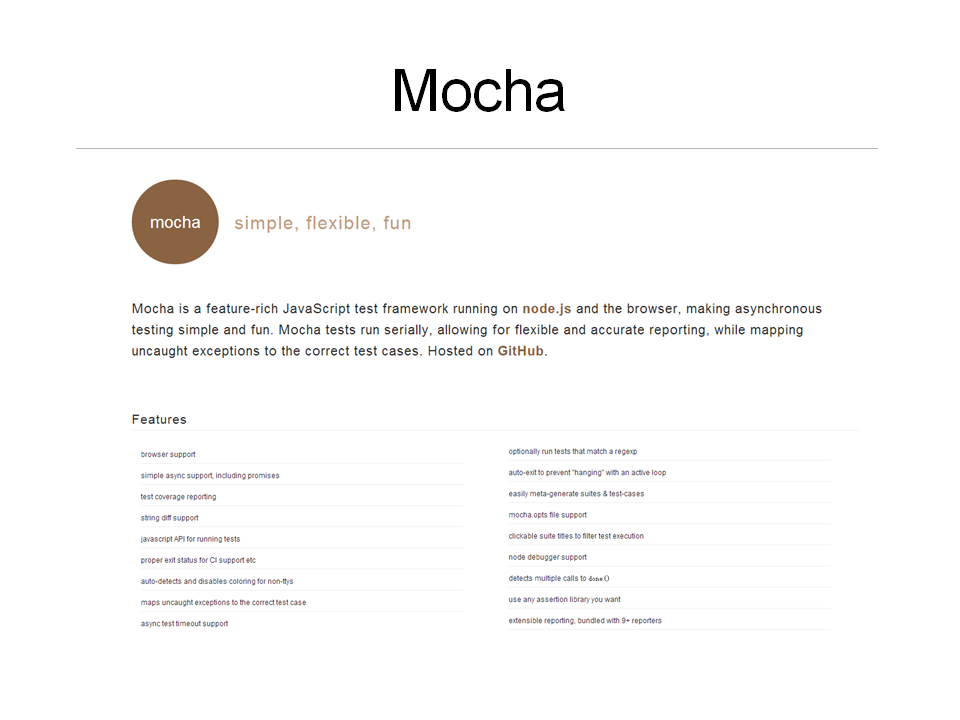 Mocha
mocha
simple, flexible, fun
Mocha is a feature-rich JavaScript test framework running on node.js and the browser, making asynchronous
testing simple and fun. Mocha tests run serially, allowing for flexible and accurate reporting, while mapping
uncaught exceptions to the correct test cases. Hosted on GitHub.
Features
browser support
simple async support, including promises
test coverage reporting
string diff support
javascript API for running tests
proper exit status for CI support etc
auto-detects and disables coloring for non-ttys
maps uncaught exceptions to the correct test case
async test timeout support
optionally run tests that match a regexp
auto-exit to prevent "hanging" with an active loop
easily meta-generate suites & test-cases
mocha.opts file support
clickable suite titles to filter test execution
node debugger support
detects multiple calls to done()
use any assertion library you want
extensible reporting, bundled with 9+ reporters